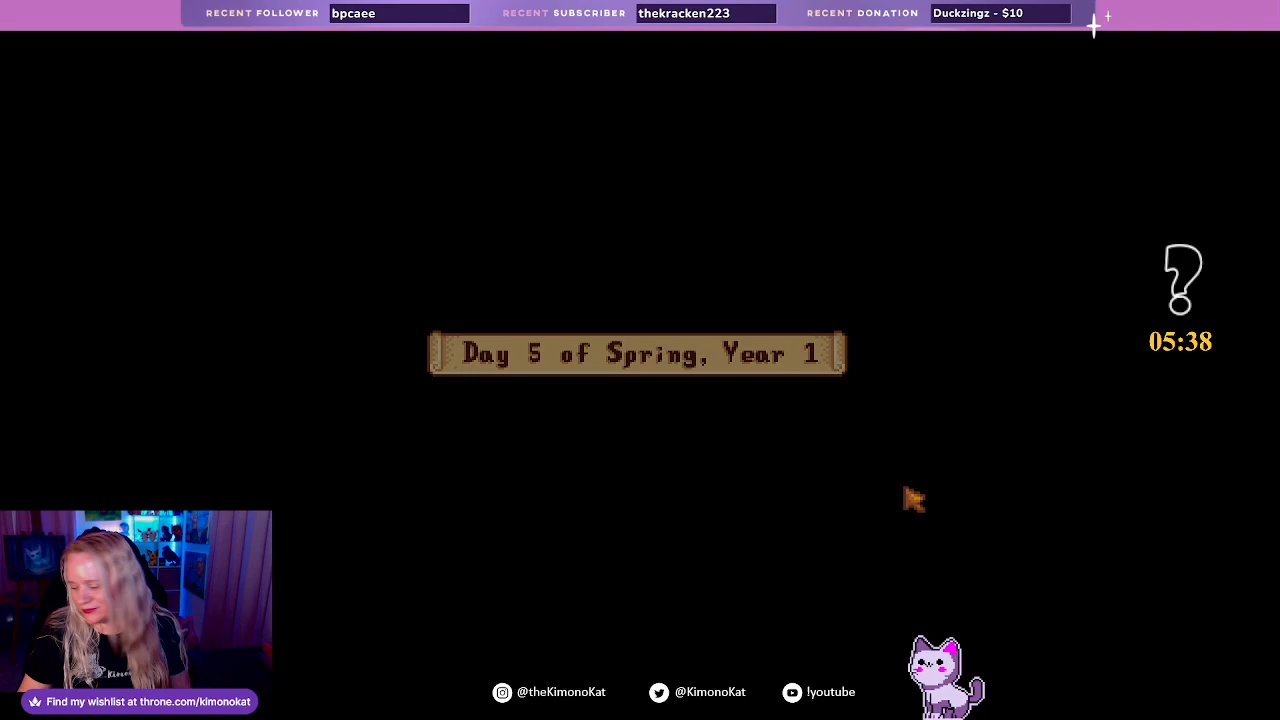 RECENT FOLLOWER bpcaee RECENT SUBSCRIBER thekracken223 RECENT DONATION Duckzingz - $10
05:38
Day 5 of Spring, Year 1
Find my wishlist at throne.com/kimonokat
@theKimonoKat @KimonoKat !youtube